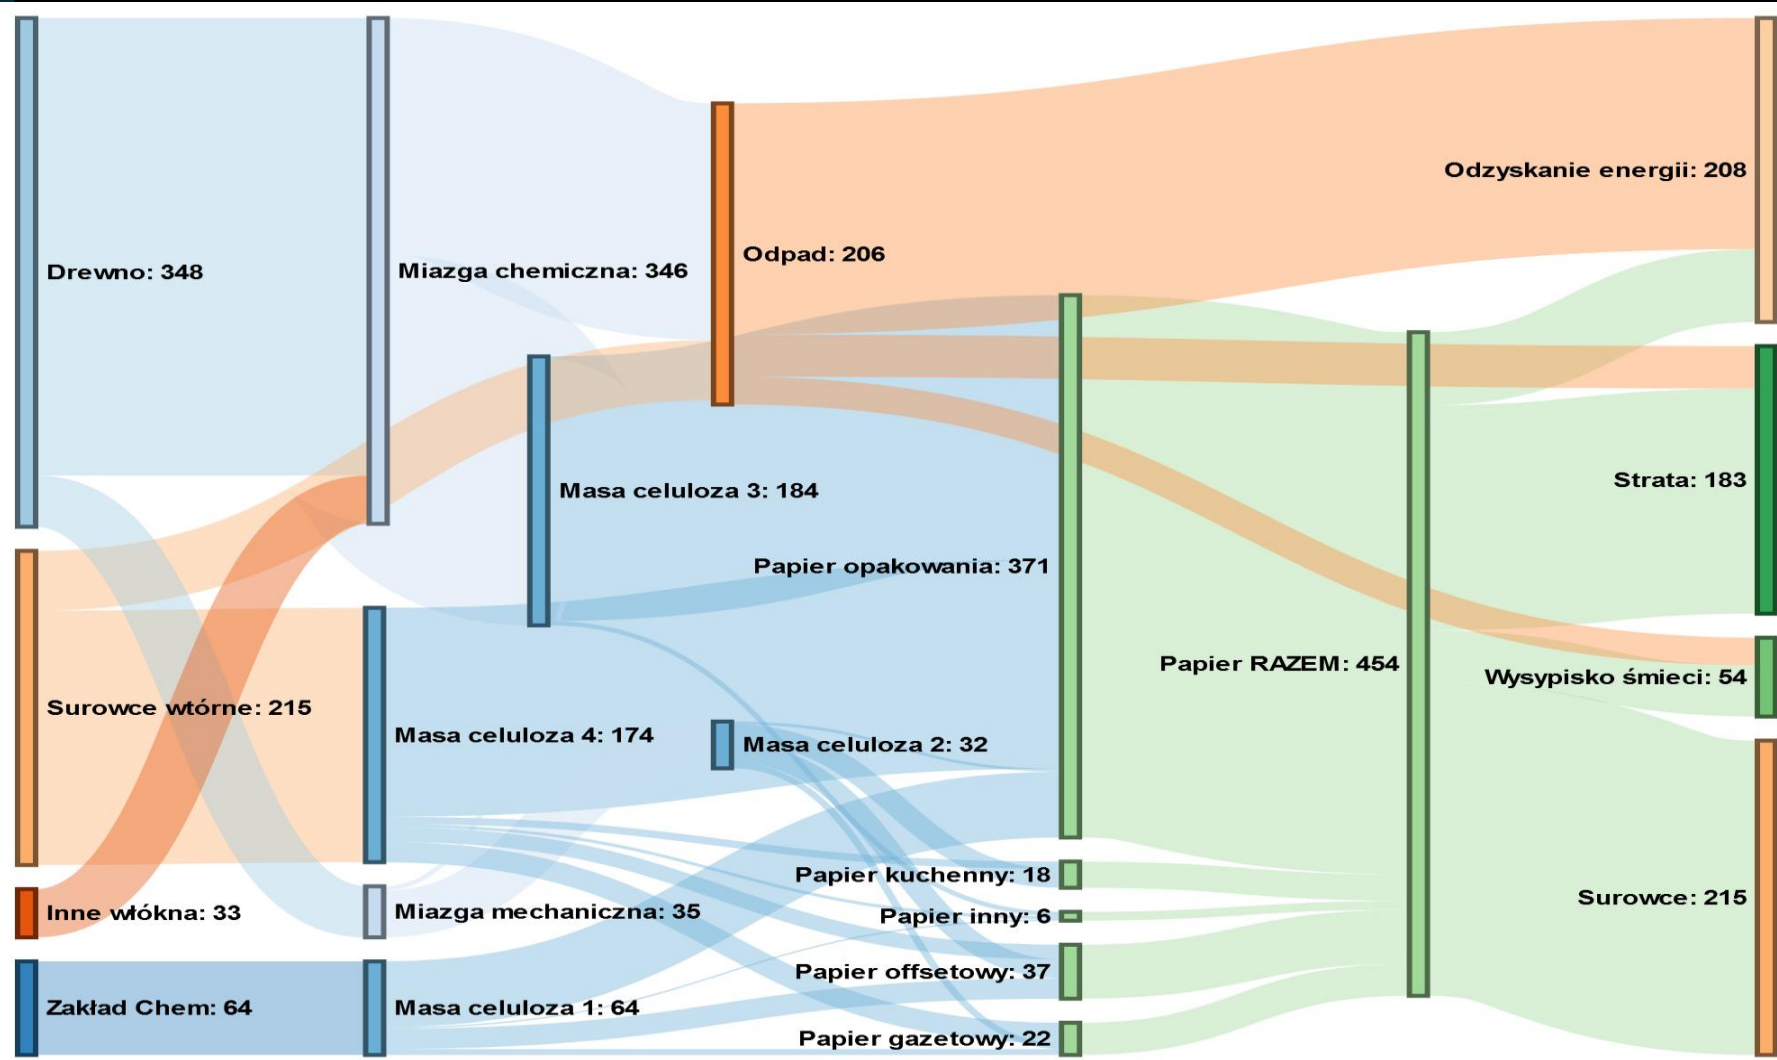 Drewno: 348
Surowce wtórne: 215
Inne włókna: 33
Zakład Chem: 64
Miazga chemiczna: 346
Masa celuloza 4: 174
Miazga mechaniczna: 35
Masa celuloza 1: 64
Masa celuloza 3: 184
Odpad: 206
Masa celuloza 2: 32
Papier opakowania: 371
Papier kuchenny: 18
Papier inny: 6
Papier offsetowy: 37
Papier gazetowy: 22
Papier RAZEM: 454
Odzyskanie energii: 208
Strata: 183
Wysypisko śmieci: 54
Surowce: 215